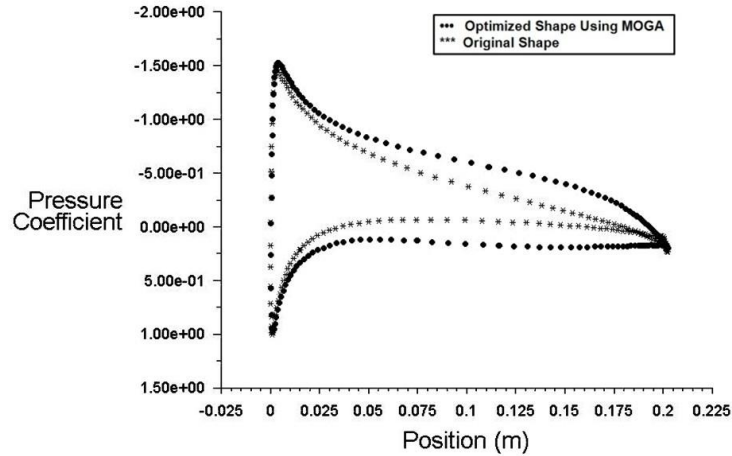 -2.00e+00
••• Optimized Shape Using MOGA
*** Original Shape
-1.50e+00
-1.00e+00
-5.00e-01
Pressure
Coefficient
0.00e+00
5.00e-01
1.00e+00
1.50e+00
-0.025 0 0.025 0.05 0.075 0.1 0.125 0.15 0.175 0.2 0.225
Position (m)